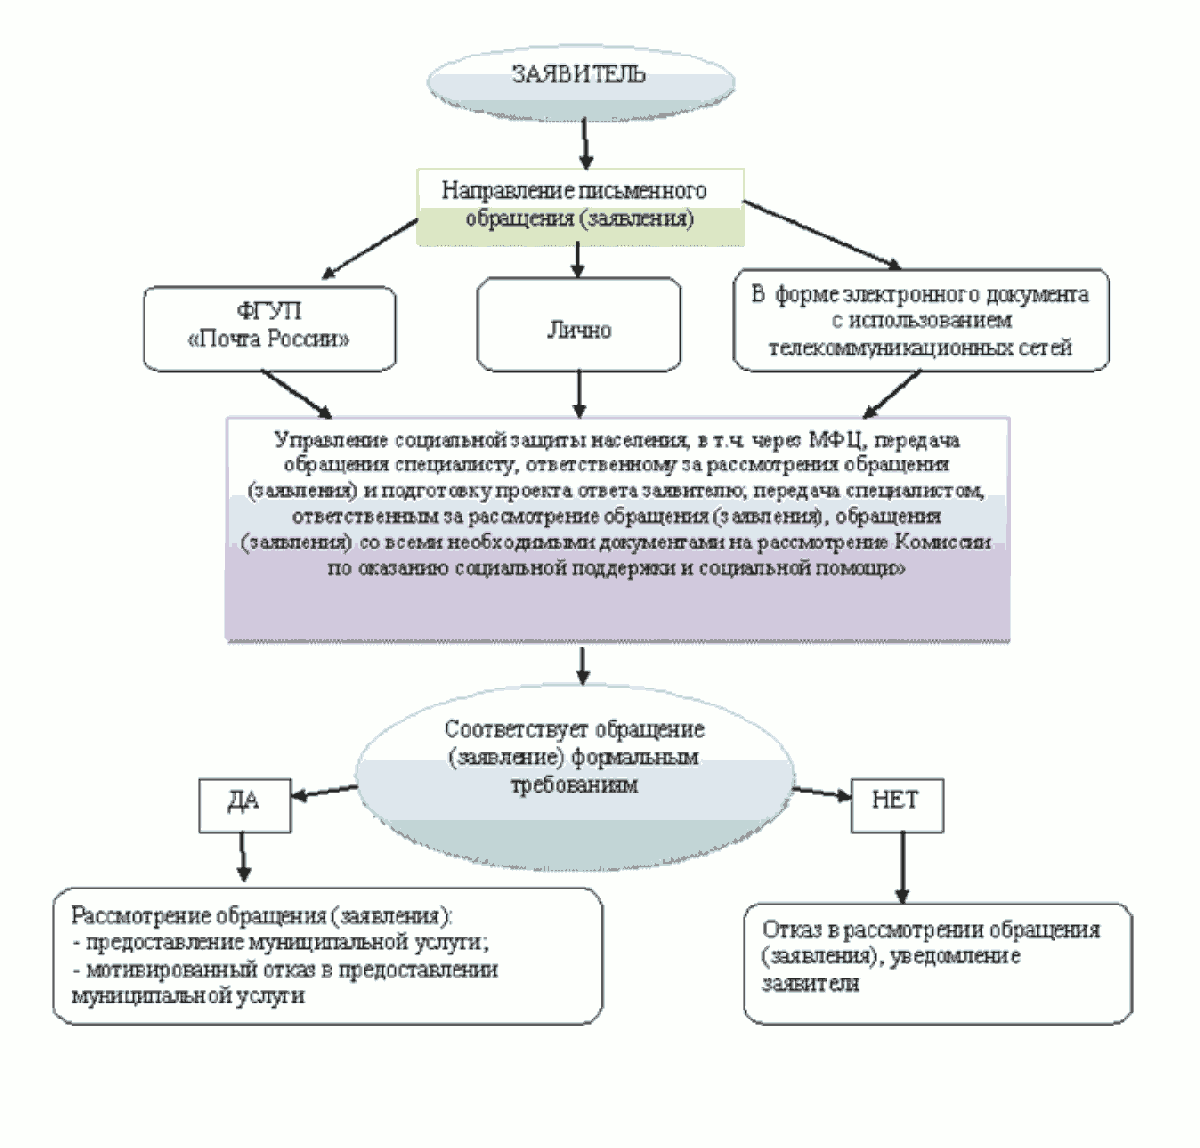 ЗАЯВИТЕЛЬ
Направление письменного
обращения (заявления)
ФГУП
«Почта России»
Лично
В форме электронного документа
с использованием
телекоммуникационных сетей
Управление социальной защиты населения, в т.ч. через МФЦ, передача
обращения специалисту, ответственному за рассмотрения обращения
(заявления) и подготовку проекта ответа заявителю; передача специалистом,
ответственным за рассмотрение обращения (заявления), обращения
(заявления) со всеми необходимыми документами на рассмотрение Комиссии
по оказанию социальной поддержки и социальной помощи»
Соответствует обращение
(заявление) формальным
требованиям
ДА
НЕТ
Рассмотрение обращения (заявления):
- предоставление муниципальной услуги;
- мотивированный отказ в предоставлении
муниципальной услуги
Отказ в рассмотрении обращения
(заявления), уведомление
заявителя